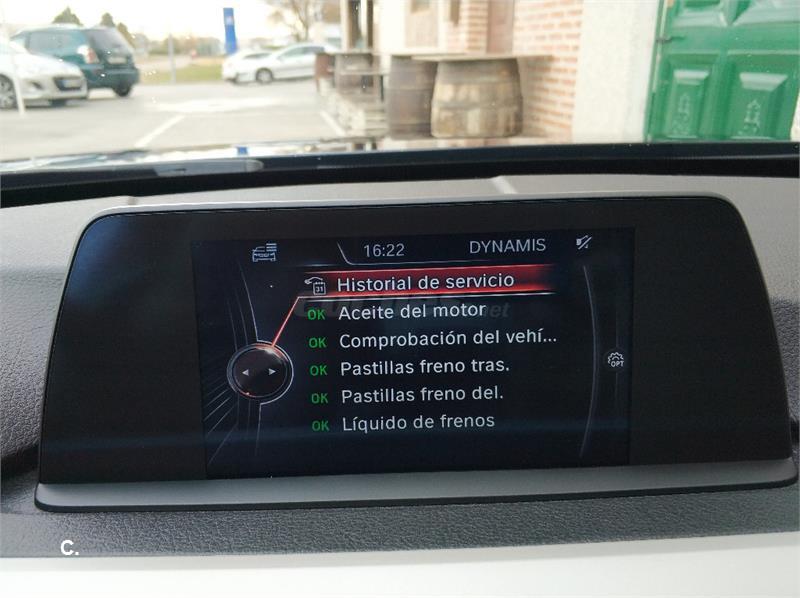 16:22 DYNAMIS
31 Historial de servicio
OK Aceite del motor
OK Comprobación del vehí...
OK Pastillas freno tras.
OPT
OK Pastillas freno del.
OK Líquido de frenos
C.